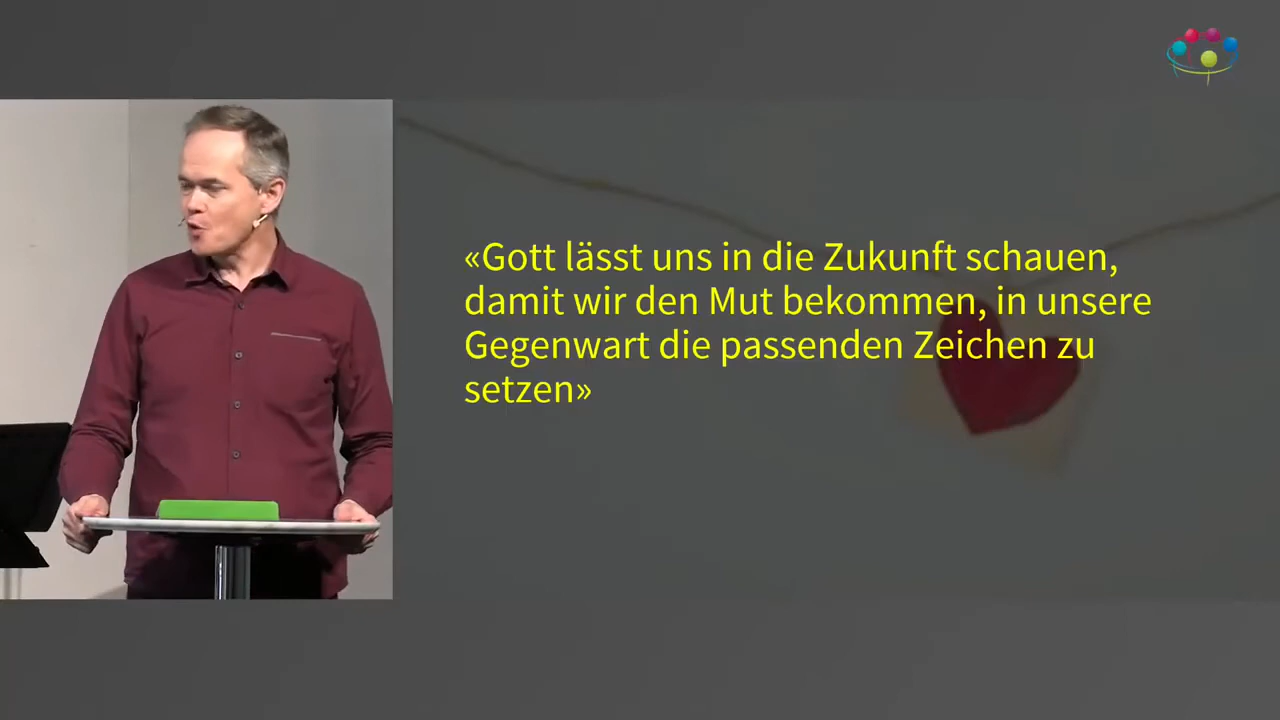 «Gott lässt uns in die Zukunft schauen,
damit wir den Mut bekommen, in unsere
Gegenwart die passenden Zeichen zu
setzen»